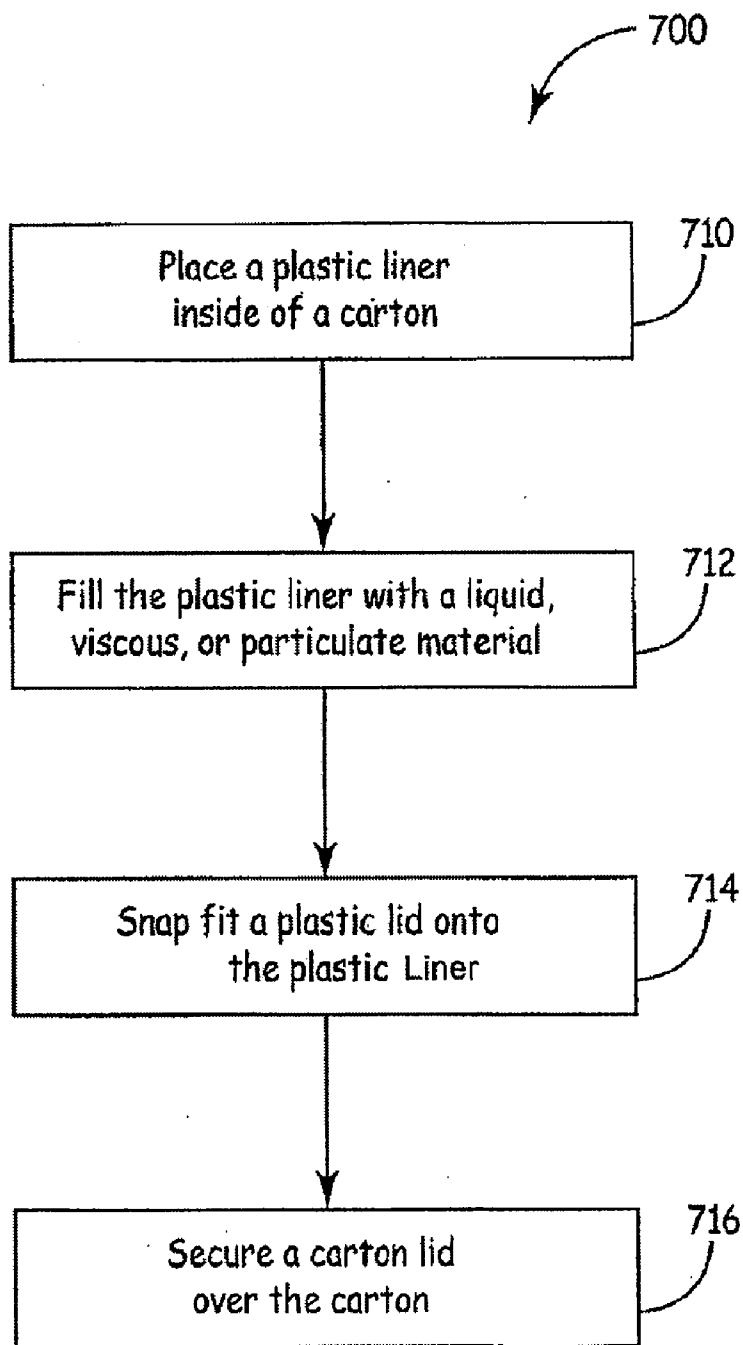 700
710
Place a plastic liner
inside of a carton
712
Fill the plastic liner with a liquid,
viscous, or particulate material
714
Snap fit a plastic lid onto
the plastic Liner
716
Secure a carton lid
over the carton